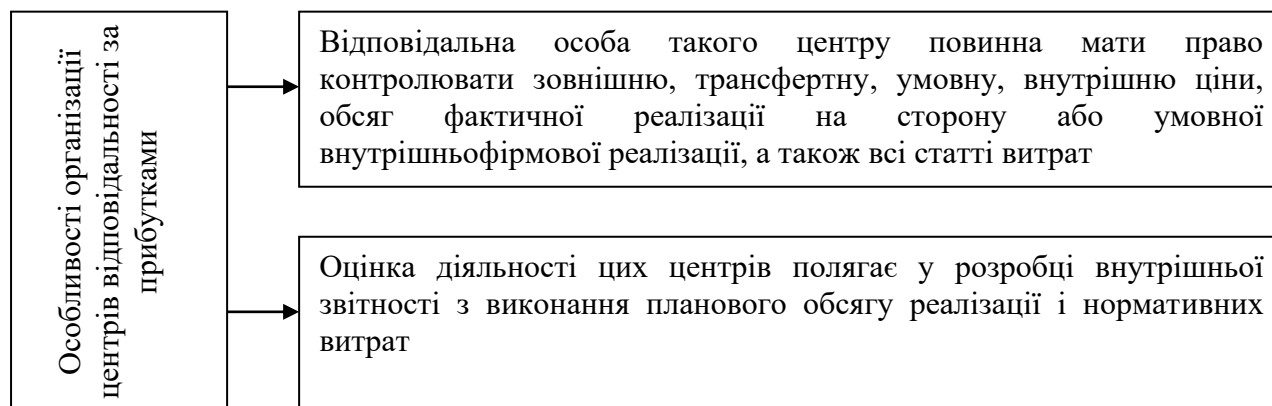 Особливості організації
центрів відповідальності за
прибутками
Відповідальна особа такого центру повинна мати право
контролювати зовнішню, трансфертну, умовну, внутрішню ціни,
обсяг фактичної реалізації на сторону або умовної
внутрішньофірмової реалізації, а також всі статті витрат
Оцінка діяльності цих центрів полягає у розробці внутрішньої
звітності з виконання планового обсягу реалізації і нормативних
витрат